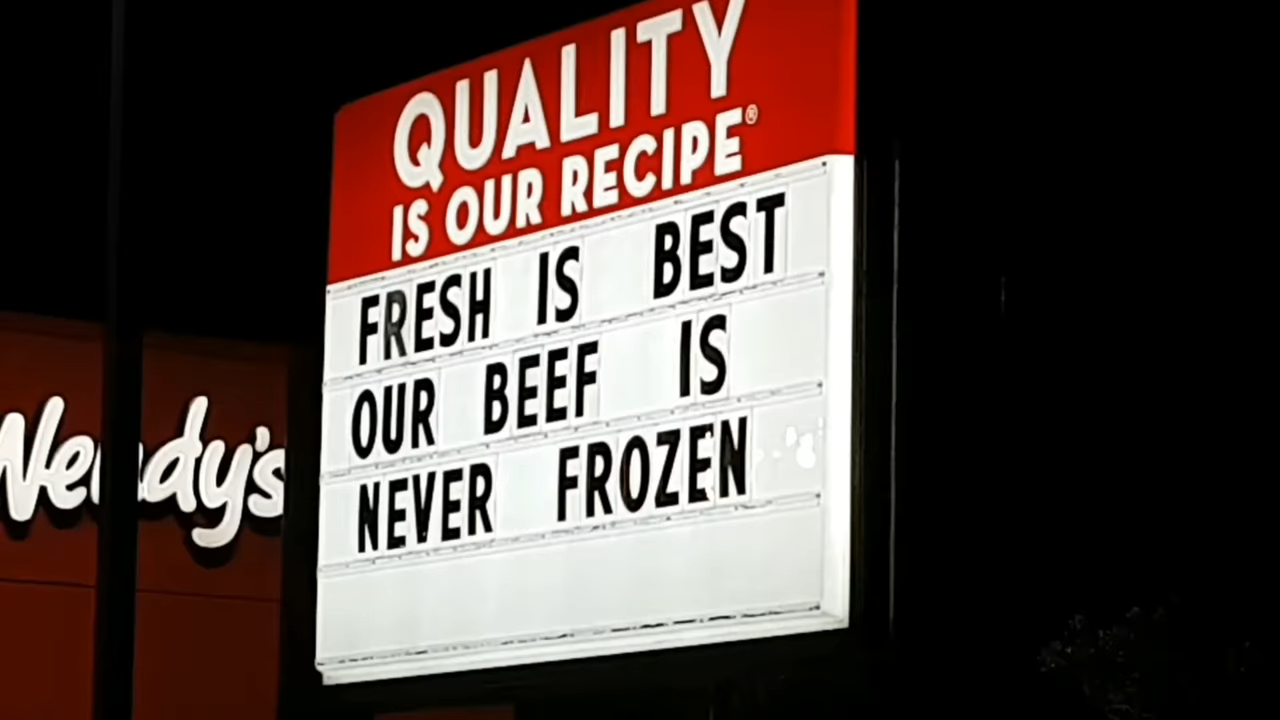 QUALITY
IS OUR RECIPE®
FRESH IS BEST
OUR BEEF IS
NEVER FROZEN
Wendy's